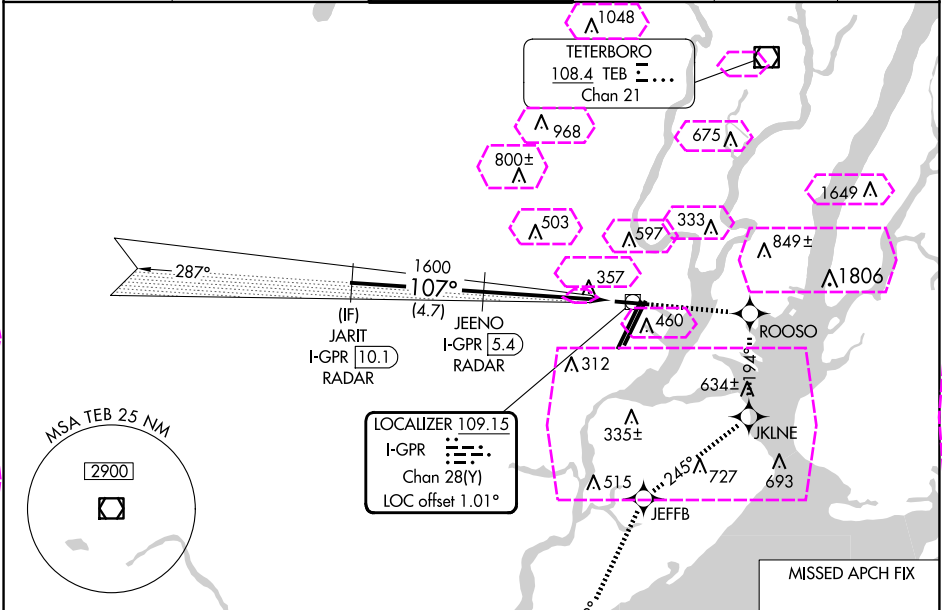 1048
TETERBORO
108.4 TEB
Chan 21
968
675
800±
1649
503
597
333
849±
1806
357
287°
1600
107°
(4.7)
(IF)
JARIT
I-GPR 10.1
RADAR
JEENO
I-GPR 5.4
RADAR
460
ROOSO
194°
312
634±
JKLNE
335±
245°
727
693
515
JEFFB
LOCALIZER 109.15
I-GPR
Chan 28(Y)
LOC offset 1.01°
MSA TEB 25 NM
2900
MISSED APCH FIX